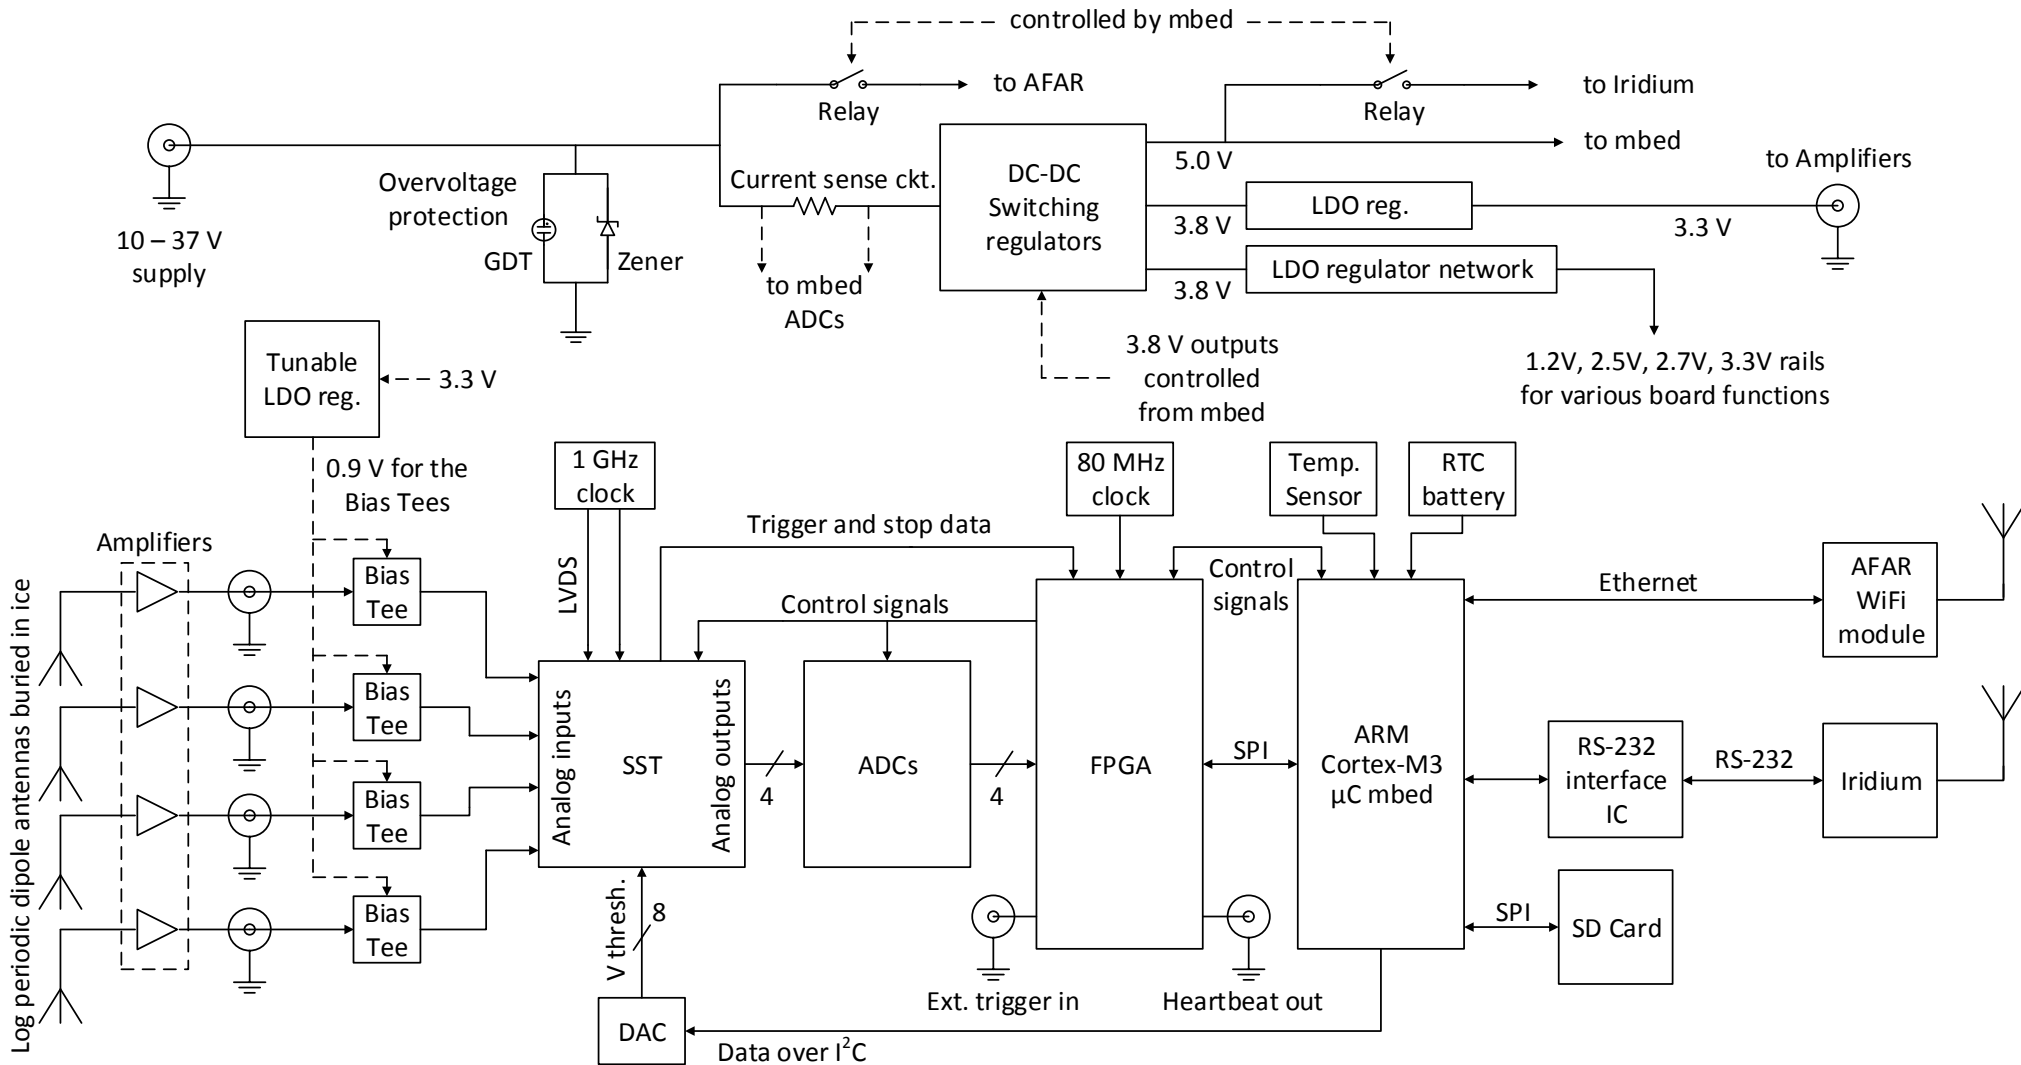 controlled by mbed
to AFAR
Relay
to Iridium
Relay
10 – 37 V
supply
Overvoltage
protection
GDT
Zener
Current sense ckt.
to mbed
ADCs
DC-DC
Switching
regulators
5.0 V
to mbed
3.8 V
LDO reg.
3.3 V
to Amplifiers
3.8 V
LDO regulator network
3.8 V outputs
controlled
from mbed
1.2V, 2.5V, 2.7V, 3.3V rails
for various board functions
Tunable
LDO reg.
3.3 V
0.9 V for the
Bias Tees
1 GHz
clock
LVDS
Trigger and stop data
80 MHz
clock
Temp.
Sensor
RTC
battery
Control
signals
Control signals
Log periodic dipole antennas buried in ice
Amplifiers
Bias
Tee
Bias
Tee
Bias
Tee
Bias
Tee
Analog inputs
SST
Analog outputs
4
ADCs
4
FPGA
SPI
ARM
Cortex-M3
µC mbed
Ethernet
AFAR
WiFi
module
RS-232
interface
IC
RS-232
Iridium
SPI
SD Card
V thresh.
8
DAC
Data over I²C
Ext. trigger in
Heartbeat out